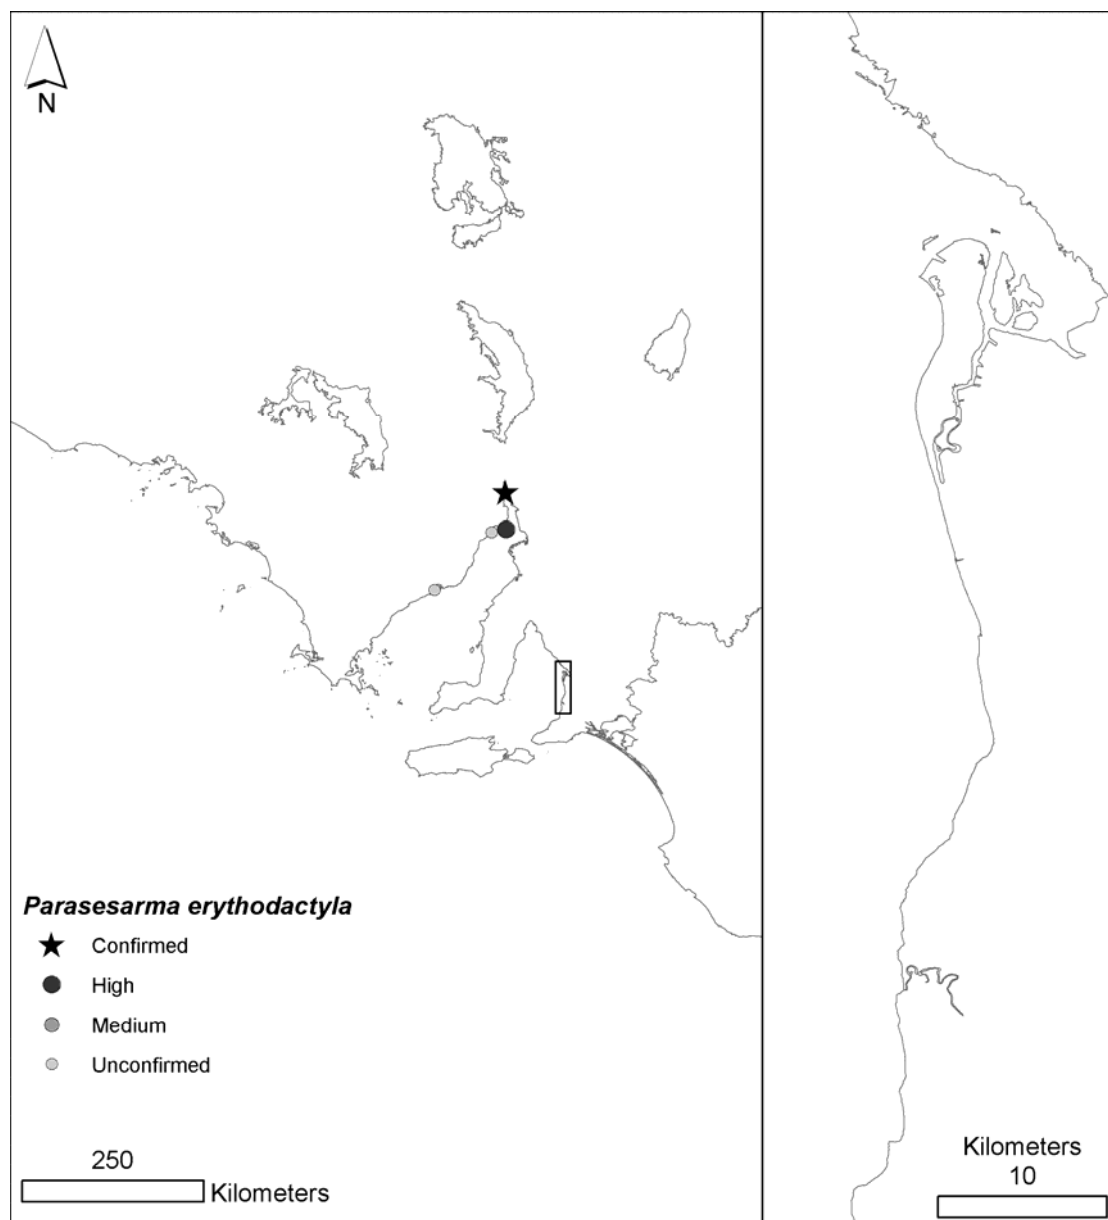 N
Parasesarma erythodactyla
Confirmed
High
Medium
Unconfirmed
250
Kilometers
Kilometers
10